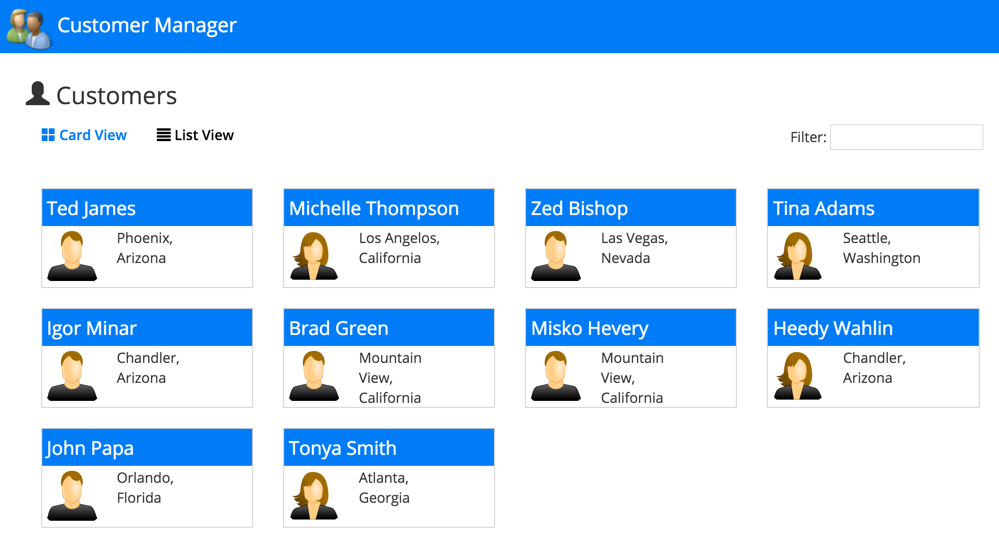 Customer Manager
Customers
Card View
List View
Filter:
Ted James
Phoenix,
Arizona
Michelle Thompson
Los Angelos,
California
Zed Bishop
Las Vegas,
Nevada
Tina Adams
Seattle,
Washington
Igor Minar
Chandler,
Arizona
Brad Green
Mountain
View,
California
Misko Hevery
Mountain
View,
California
Heedy Wahlin
Chandler,
Arizona
John Papa
Orlando,
Florida
Tonya Smith
Atlanta,
Georgia